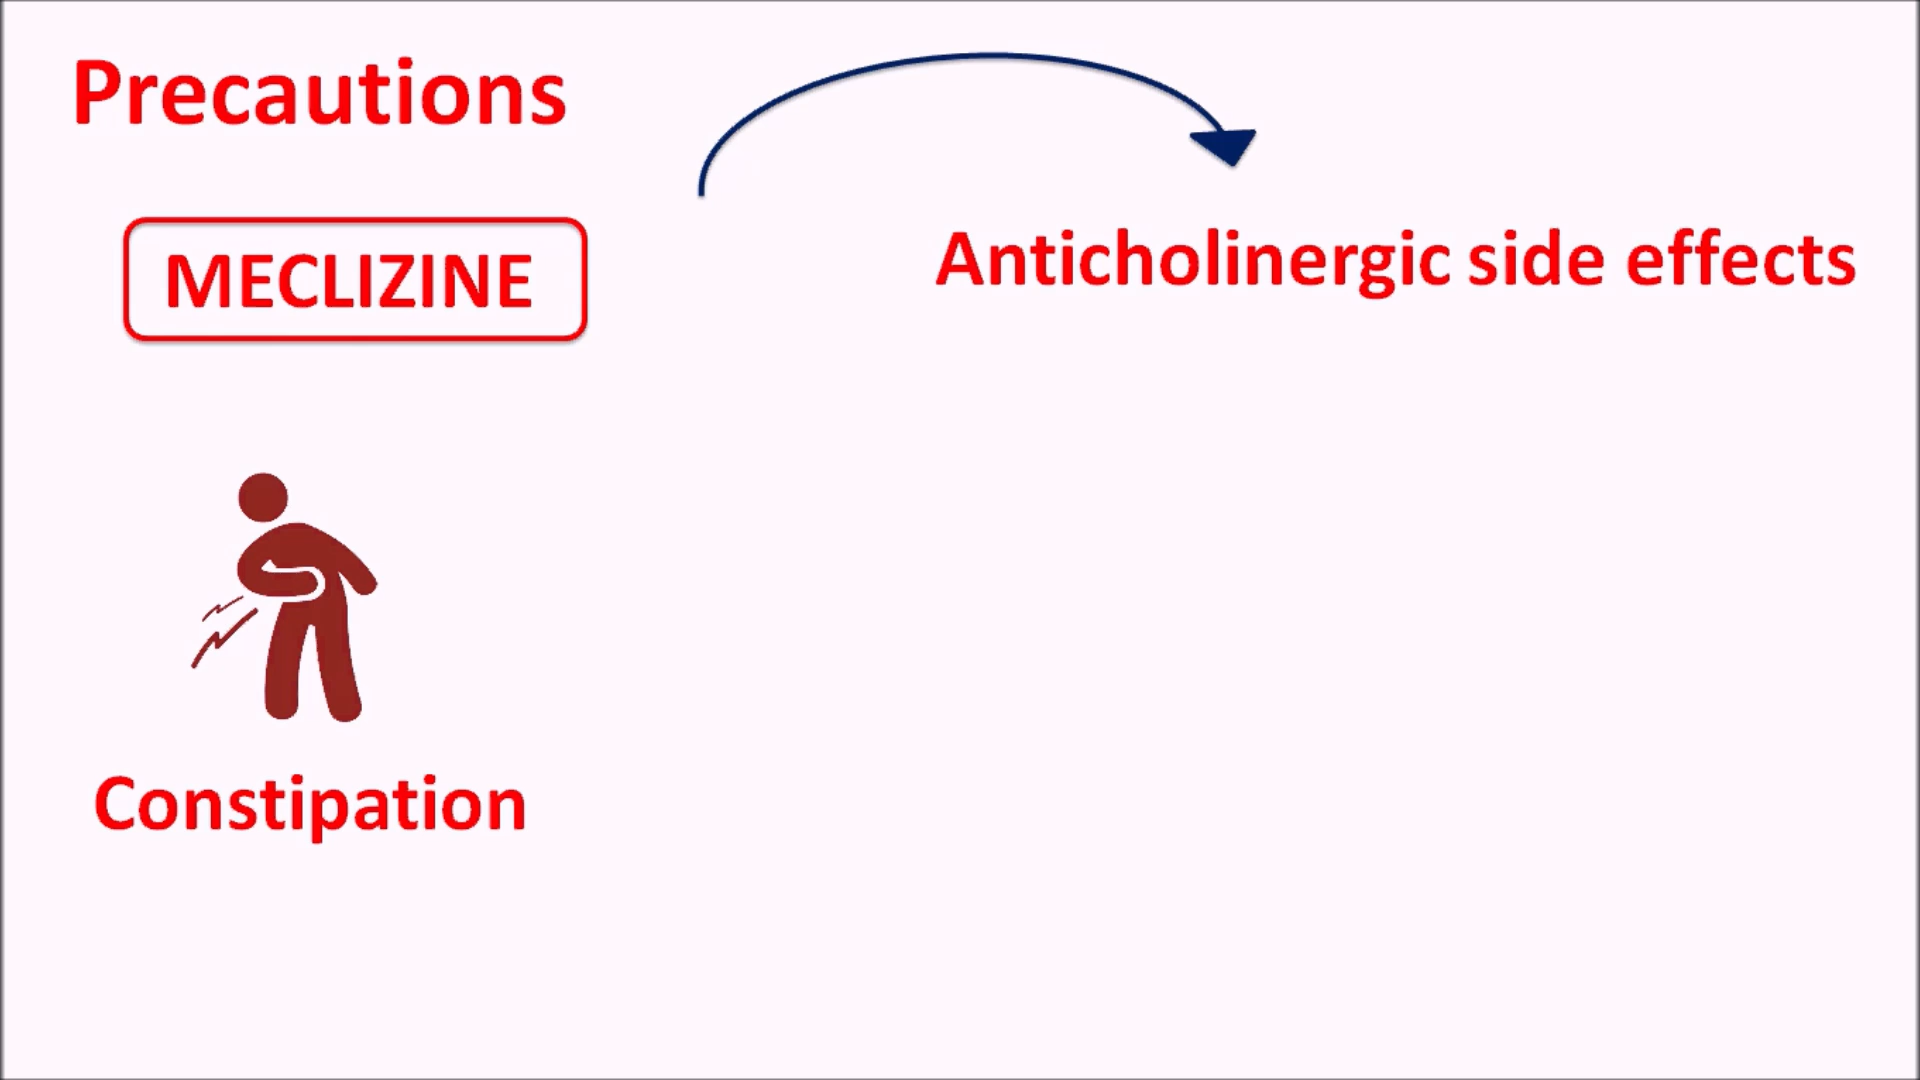 Precautions
MECLIZINE
Anticholinergic side effects
Constipation